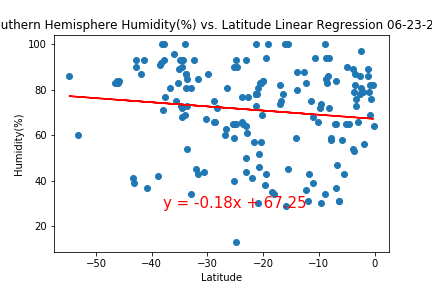 outhern Hemisphere Humidity(%) vs. Latitude Linear Regression 06-23-2
100
80
60
40
20
Humidity(%)
y = -0.18x + 67.25
−50 −40 −30 −20 −10 0
Latitude